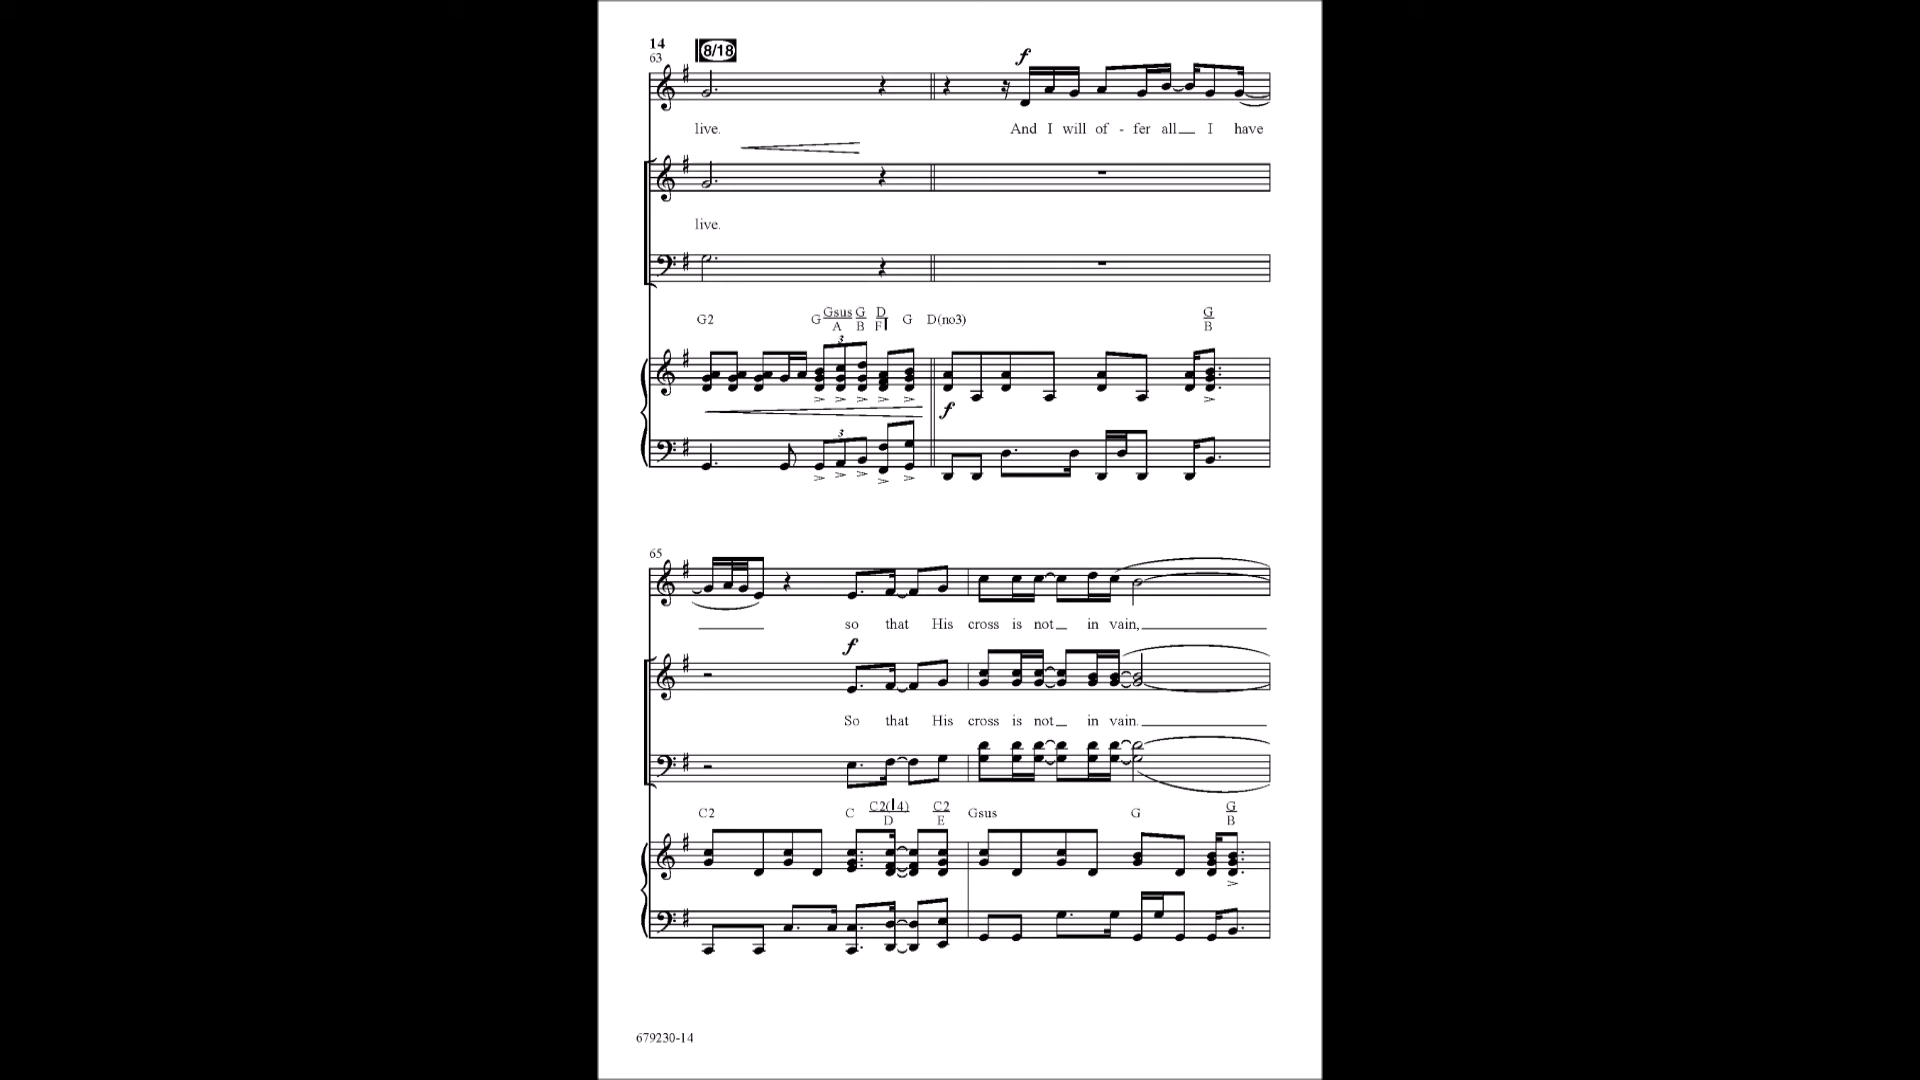 14
63
8/18
f
live.
And I will of - fer all I have
live.
G2 G Gsus/A G/B D/F G D(no3) G/B
3
f
3
65
so that His cross is not in vain,
f
So that His cross is not in vain.
C2 C C2( 4)/D C2/E Gsus G G/B
679230-14